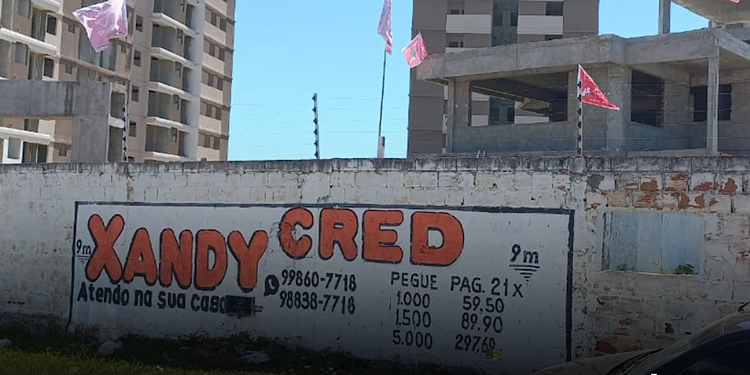 XANDY CRED
9m
9m
Atendo na sua casa
99860-7718
98838-7718
PEGUE PAG. 21x
1.000 59,50
1.500 89,90
5.000 297,60